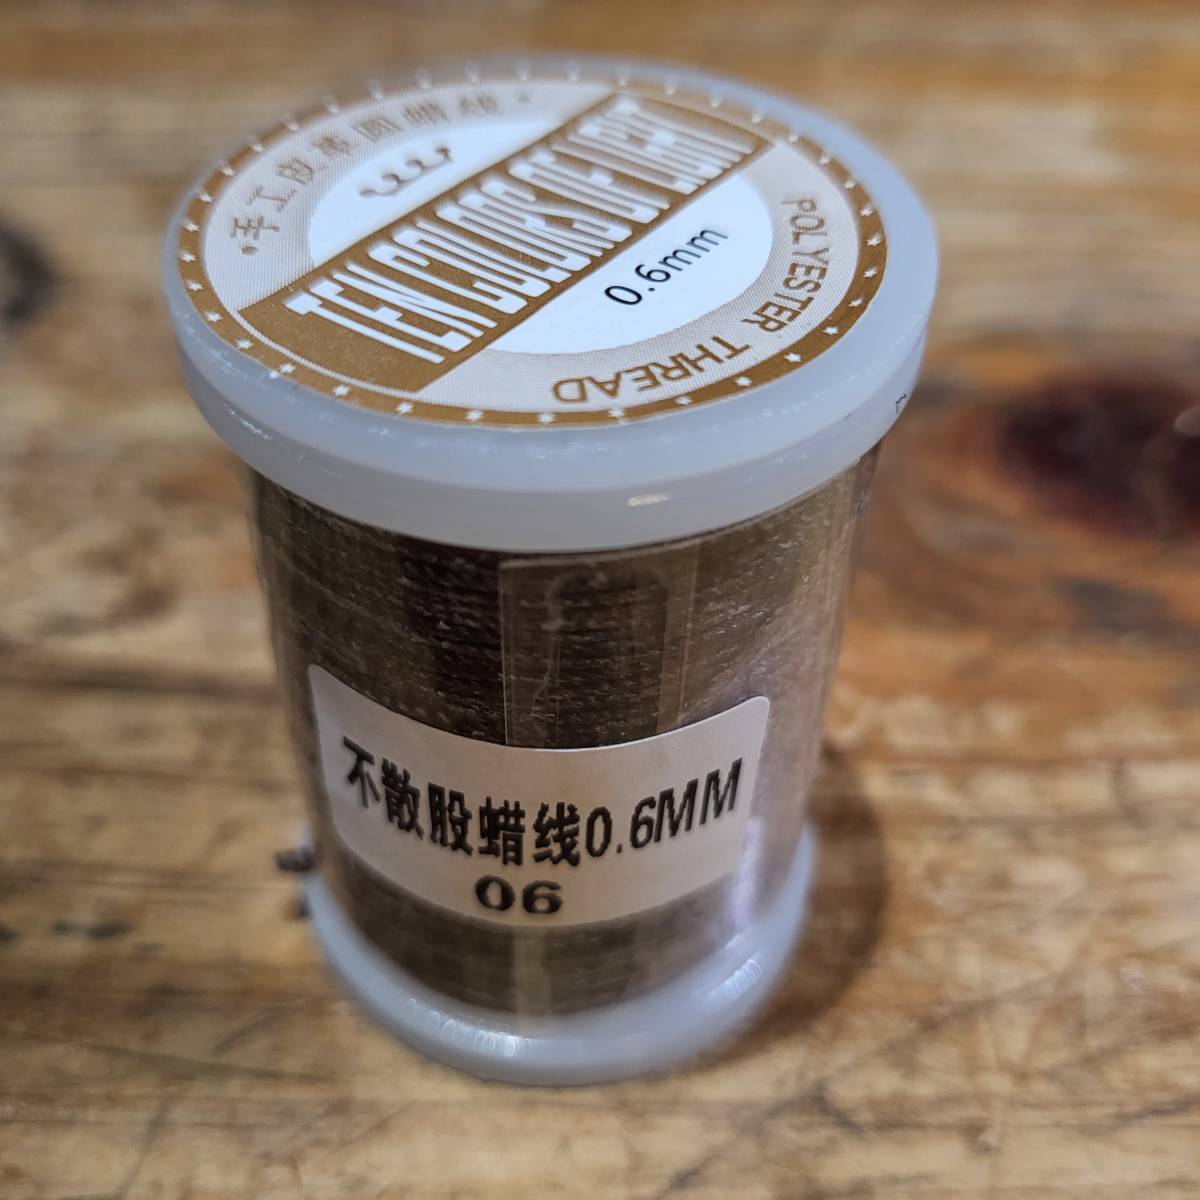 ·手工皮革圆蜡线·
TEN COLORS OF LIGHT
0.6mm
POLYESTER THREAD
不散股蜡线0.6MM
06